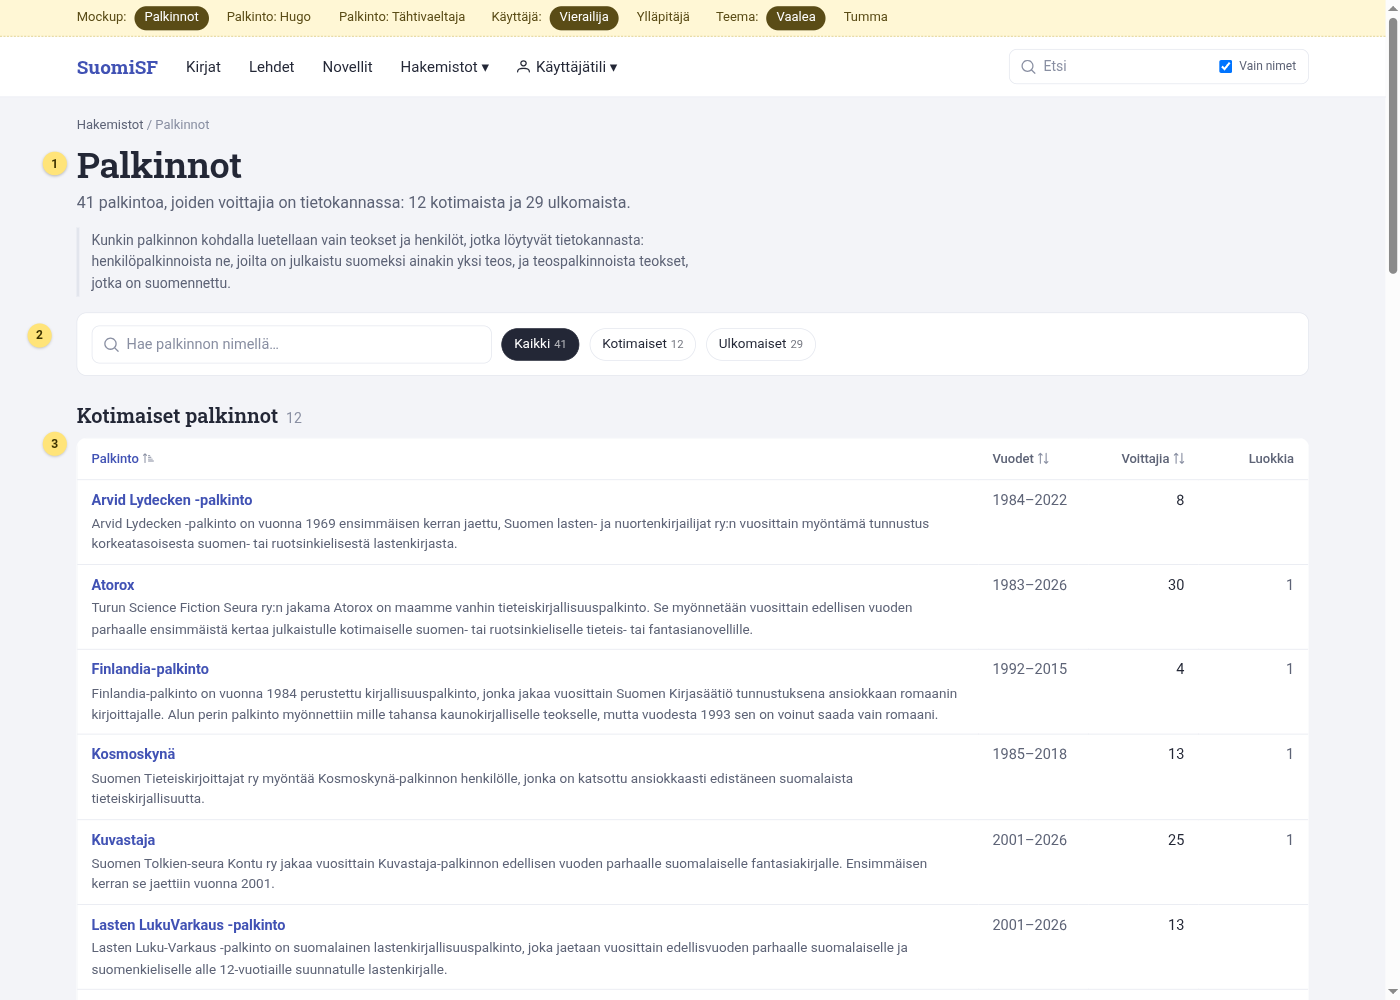 Mockup: Palkinnot Palkinto: Hugo Palkinto: Tähtivaeltaja Käyttäjä: Vierailija Ylläpitäjä Teema: Vaalea Tumma
SuomiSF Kirjat Lehdet Novellit Hakemistot ▾ Käyttäjätili ▾ Etsi Vain nimet
Hakemistot / Palkinnot
1 Palkinnot
41 palkintoa, joiden voittajia on tietokannassa: 12 kotimaista ja 29 ulkomaista.
Kunkin palkinnon kohdalla luetellaan vain teokset ja henkilöt, jotka löytyvät tietokannasta:
henkilöpalkinnoista ne, joilta on julkaistu suomeksi ainakin yksi teos, ja teospalkinnoista teokset,
jotka on suomennettu.
2 Hae palkinnon nimellä… Kaikki 41 Kotimaiset 12 Ulkomaiset 29
Kotimaiset palkinnot 12
3
Palkinto Vuodet Voittajia Luokkia
Arvid Lydecken -palkinto 1984–2022 8
Arvid Lydecken -palkinto on vuonna 1969 ensimmäisen kerran jaettu, Suomen lasten- ja nuortenkirjailijat ry:n vuosittain myöntämä tunnustus
korkeatasoisesta suomen- tai ruotsinkielisestä lastenkirjasta.
Atorox 1983–2026 30 1
Turun Science Fiction Seura ry:n jakama Atorox on maamme vanhin tieteiskirjallisuuspalkinto. Se myönnetään vuosittain edellisen vuoden
parhaalle ensimmäistä kertaa julkaistulle kotimaiselle suomen- tai ruotsinkieliselle tieteis- tai fantasianovellille.
Finlandia-palkinto 1992–2015 4 1
Finlandia-palkinto on vuonna 1984 perustettu kirjallisuuspalkinto, jonka jakaa vuosittain Suomen Kirjasäätiö tunnustuksena ansiokkaan romaanin
kirjoittajalle. Alun perin palkinto myönnettiin mille tahansa kaunokirjalliselle teokselle, mutta vuodesta 1993 sen on voinut saada vain romaani.
Kosmoskynä 1985–2018 13 1
Suomen Tieteiskirjoittajat ry myöntää Kosmoskynä-palkinnon henkilölle, jonka on katsottu ansiokkaasti edistäneen suomalaista
tieteiskirjallisuutta.
Kuvastaja 2001–2026 25 1
Suomen Tolkien-seura Kontu ry jakaa vuosittain Kuvastaja-palkinnon edellisen vuoden parhaalle suomalaiselle fantasiakirjalle. Ensimmäisen
kerran se jaettiin vuonna 2001.
Lasten LukuVarkaus -palkinto 2001–2026 13
Lasten Luku-Varkaus -palkinto on suomalainen lastenkirjallisuuspalkinto, joka jaetaan vuosittain edellisvuoden parhaalle suomalaiselle ja
suomenkieliselle alle 12-vuotiaille suunnatulle lastenkirjalle.